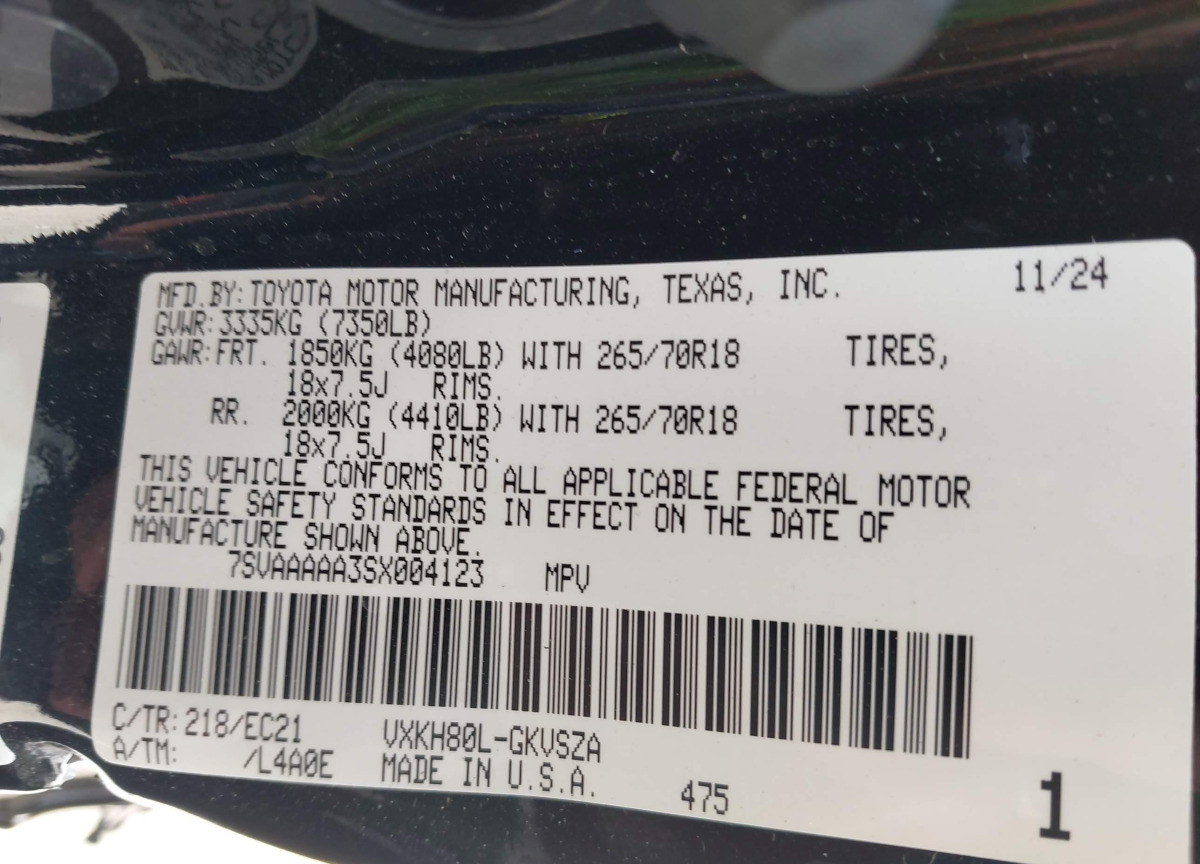 MFD.BY: TOYOTA MOTOR MANUFACTURING, TEXAS, INC. 11/24
GVWR: 3335KG (7350LB)
GAWR: FRT. 1850KG (4080LB) WITH 265/70R18 TIRES,
18x7.5J RIMS.
RR. 2000KG (4410LB) WITH 265/70R18 TIRES,
18x7.5J RIMS.
THIS VEHICLE CONFORMS TO ALL APPLICABLE FEDERAL MOTOR
VEHICLE SAFETY STANDARDS IN EFFECT ON THE DATE OF
MANUFACTURE SHOWN ABOVE.
7SVAAAAA3SX004123 MPV
C/TR: 218/EC21 VXKH80L-GKVSZA
A/TM: /L4A0E MADE IN U.S.A. 475 1